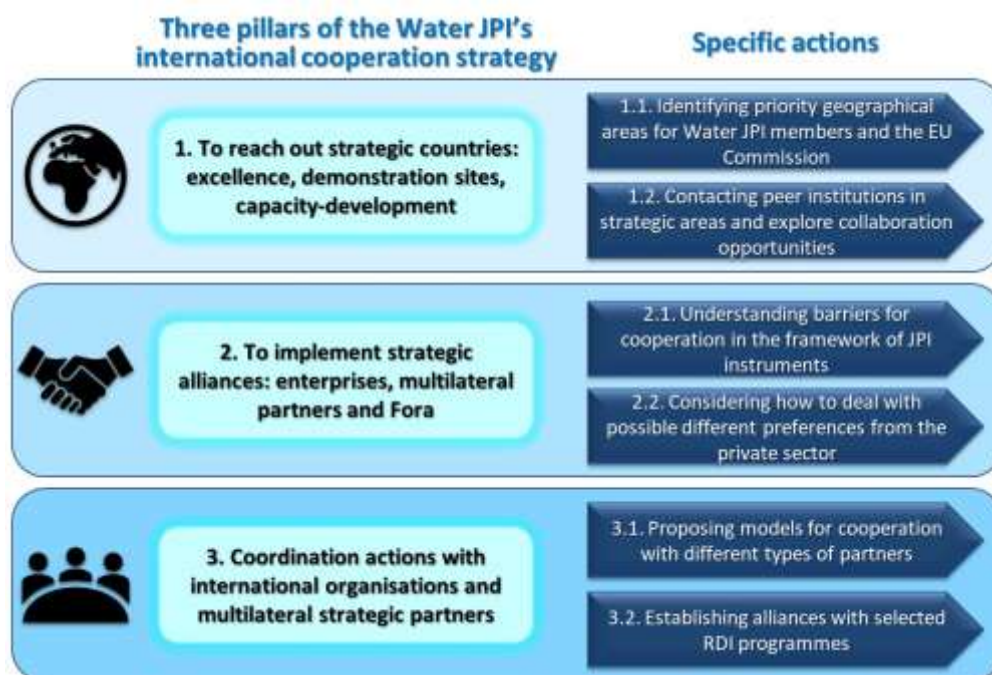 Three pillars of the Water JPI's
international cooperation strategy
Specific actions
1. To reach out strategic countries:
excellence, demonstration sites,
capacity-development
1.1. Identifying priority geographical
areas for Water JPI members and the EU
Commission
1.2. Contacting peer institutions in
strategic areas and explore collaboration
opportunities
2. To implement strategic
alliances: enterprises, multilateral
partners and Fora
2.1. Understanding barriers for
cooperation in the framework of JPI
instruments
2.2. Considering how to deal with
possible different preferences from the
private sector
3. Coordination actions with
international organisations and
multilateral strategic partners
3.1. Proposing models for cooperation
with different types of partners
3.2. Establishing alliances with selected
RDI programmes